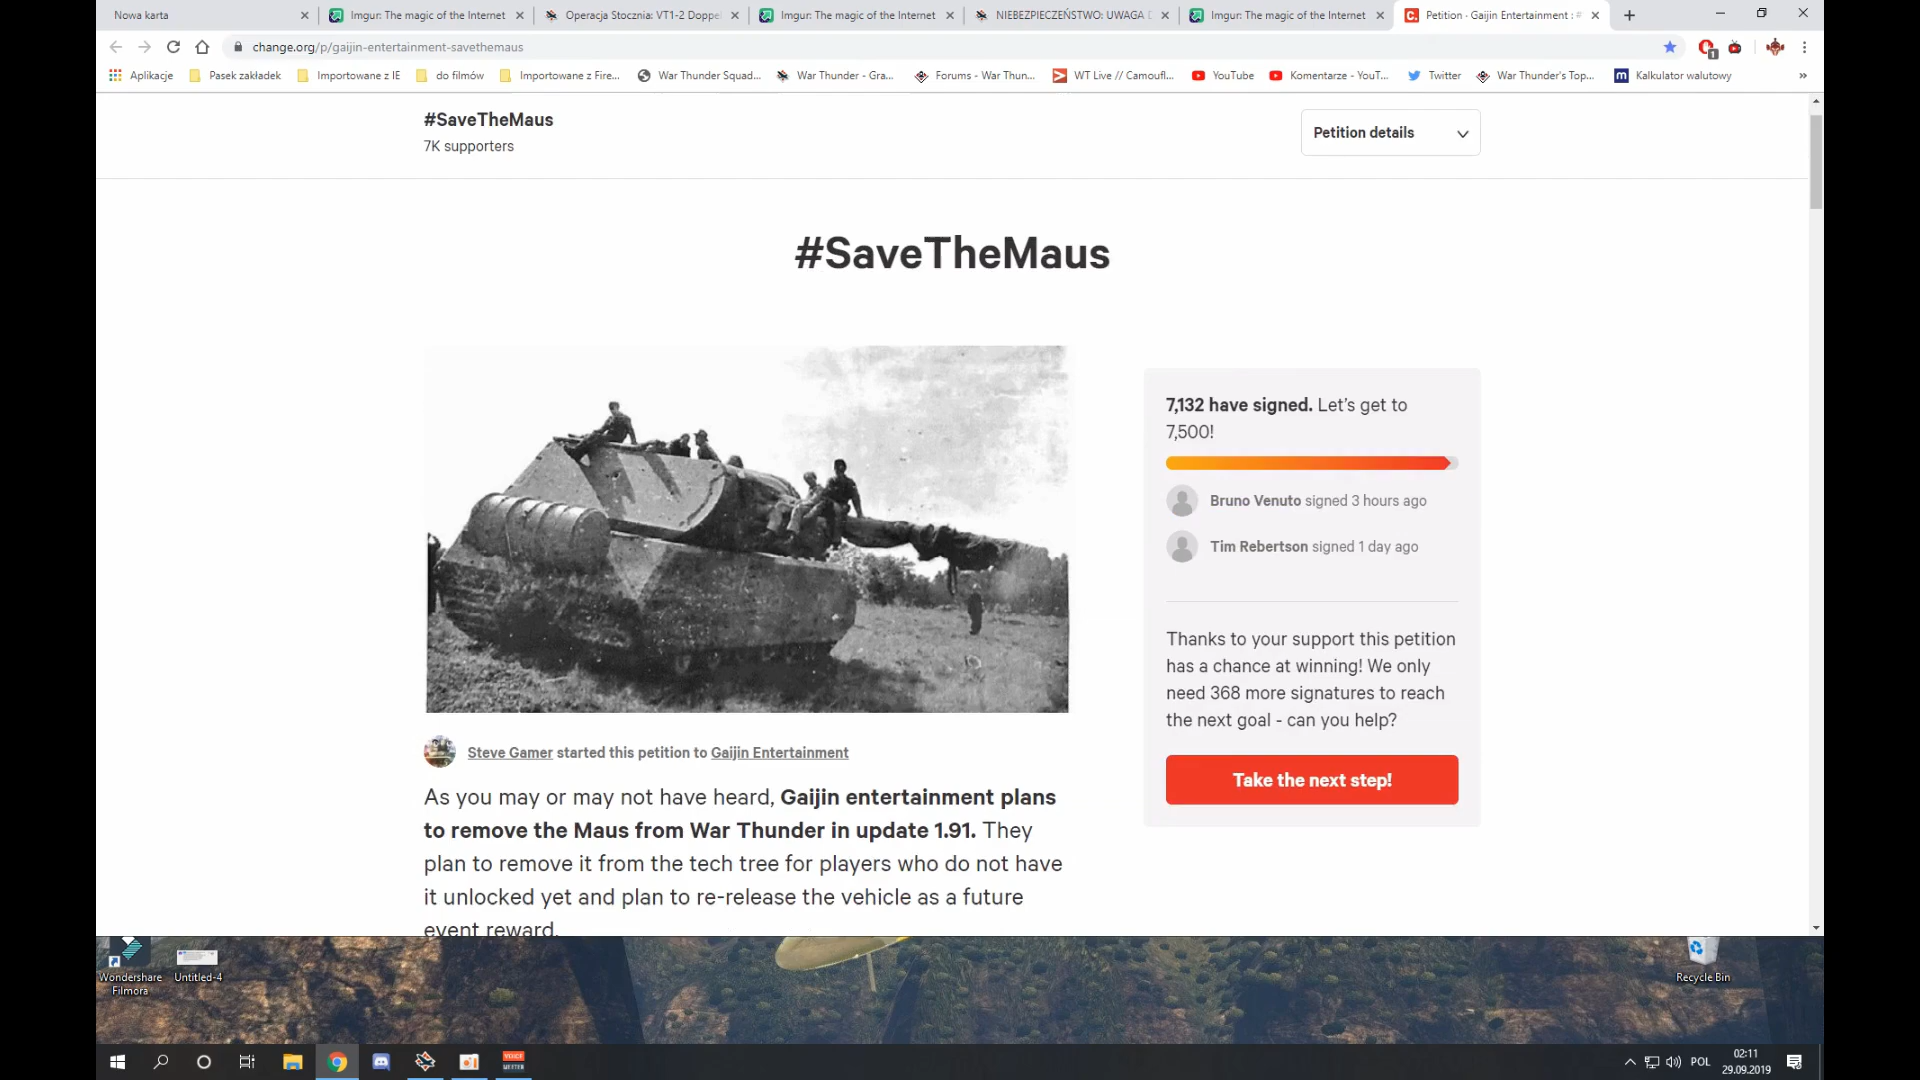 Nowa karta
Imgur: The magic of the Internet
Operacja Stocznia: VT1-2 Doppel
Imgur: The magic of the Internet
NIEBEZPIECZEŃSTWO: UWAGA
Imgur: The magic of the Internet
Petition · Gaijin Entertainment : #
change.org/p/gaijin-entertainment-savethemaus
Aplikacje
Pasek zakładek
Importowane z IE
do filmów
Importowane z Fire...
War Thunder Squad...
War Thunder - Gra...
Forums - War Thun...
WT Live // Camoufl...
YouTube
Komentarze - YouT...
Twitter
War Thunder's Top...
Kalkulator walutowy
»
#SaveTheMaus
7K supporters
Petition details
#SaveTheMaus
7,132 have signed. Let's get to
7,500!
Bruno Venuto signed 3 hours ago
Tim Rebertson signed 1 day ago
Thanks to your support this petition
has a chance at winning! We only
need 368 more signatures to reach
the next goal - can you help?
Take the next step!
Steve Gamer started this petition to Gaijin Entertainment
As you may or may not have heard, Gaijin entertainment plans
to remove the Maus from War Thunder in update 1.91. They
plan to remove it from the tech tree for players who do not have
it unlocked yet and plan to re-release the vehicle as a future
event reward.
Wondershare
Filmora
Untitled-4
Recycle Bin
POL
02:11
29.09.2019